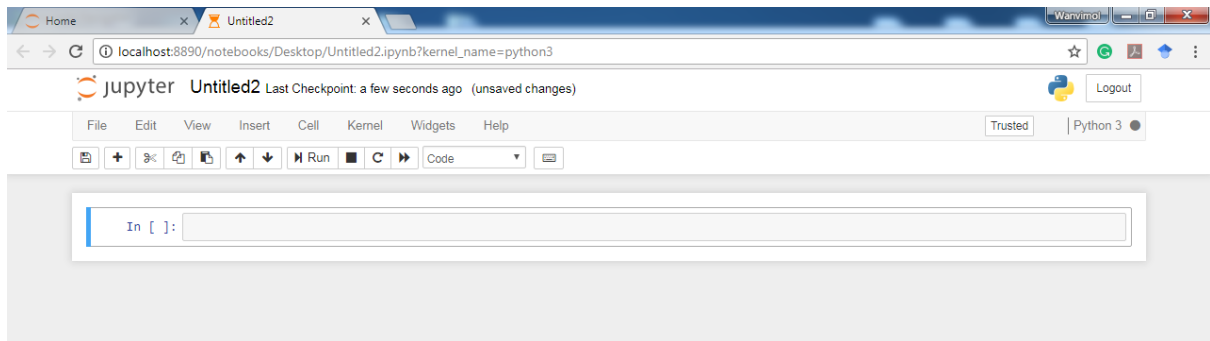 Home Untitled2 Wanvimol
localhost:8890/notebooks/Desktop/Untitled2.ipynb?kernel_name=python3
jupyter Untitled2 Last Checkpoint: a few seconds ago (unsaved changes) Logout
File Edit View Insert Cell Kernel Widgets Help Trusted Python 3
Run Code
In [ ]: